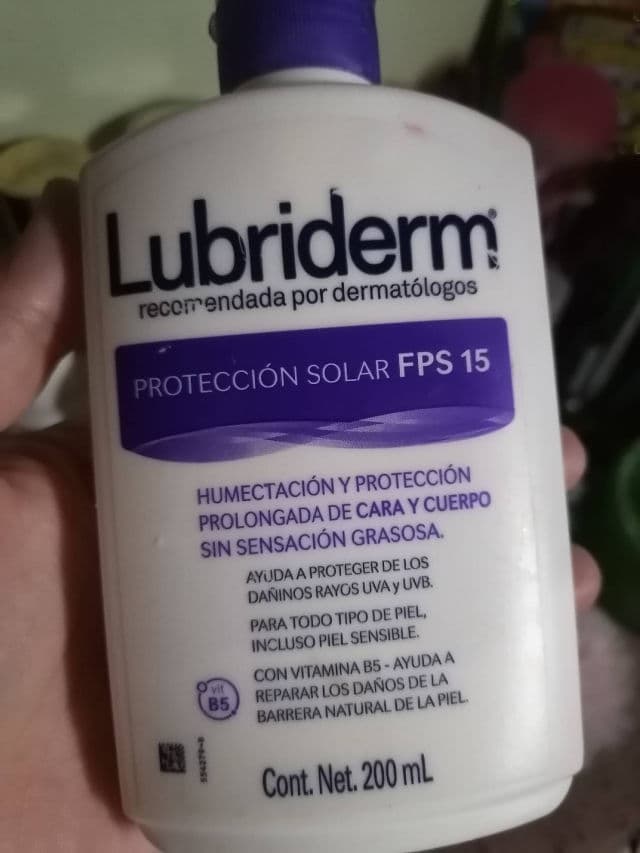 Lubriderm
recomendada por dermatólogos
PROTECCIÓN SOLAR FPS 15
HUMECTACIÓN Y PROTECCIÓN
PROLONGADA DE CARA Y CUERPO
SIN SENSACIÓN GRASOSA.
AYUDA A PROTEGER DE LOS
DAÑINOS RAYOS UVA y UVB.
PARA TODO TIPO DE PIEL,
INCLUSO PIEL SENSIBLE.
vit
B5
CON VITAMINA B5 - AYUDA A
REPARAR LOS DAÑOS DE LA
BARRERA NATURAL DE LA PIEL.
Cont. Net. 200 mL